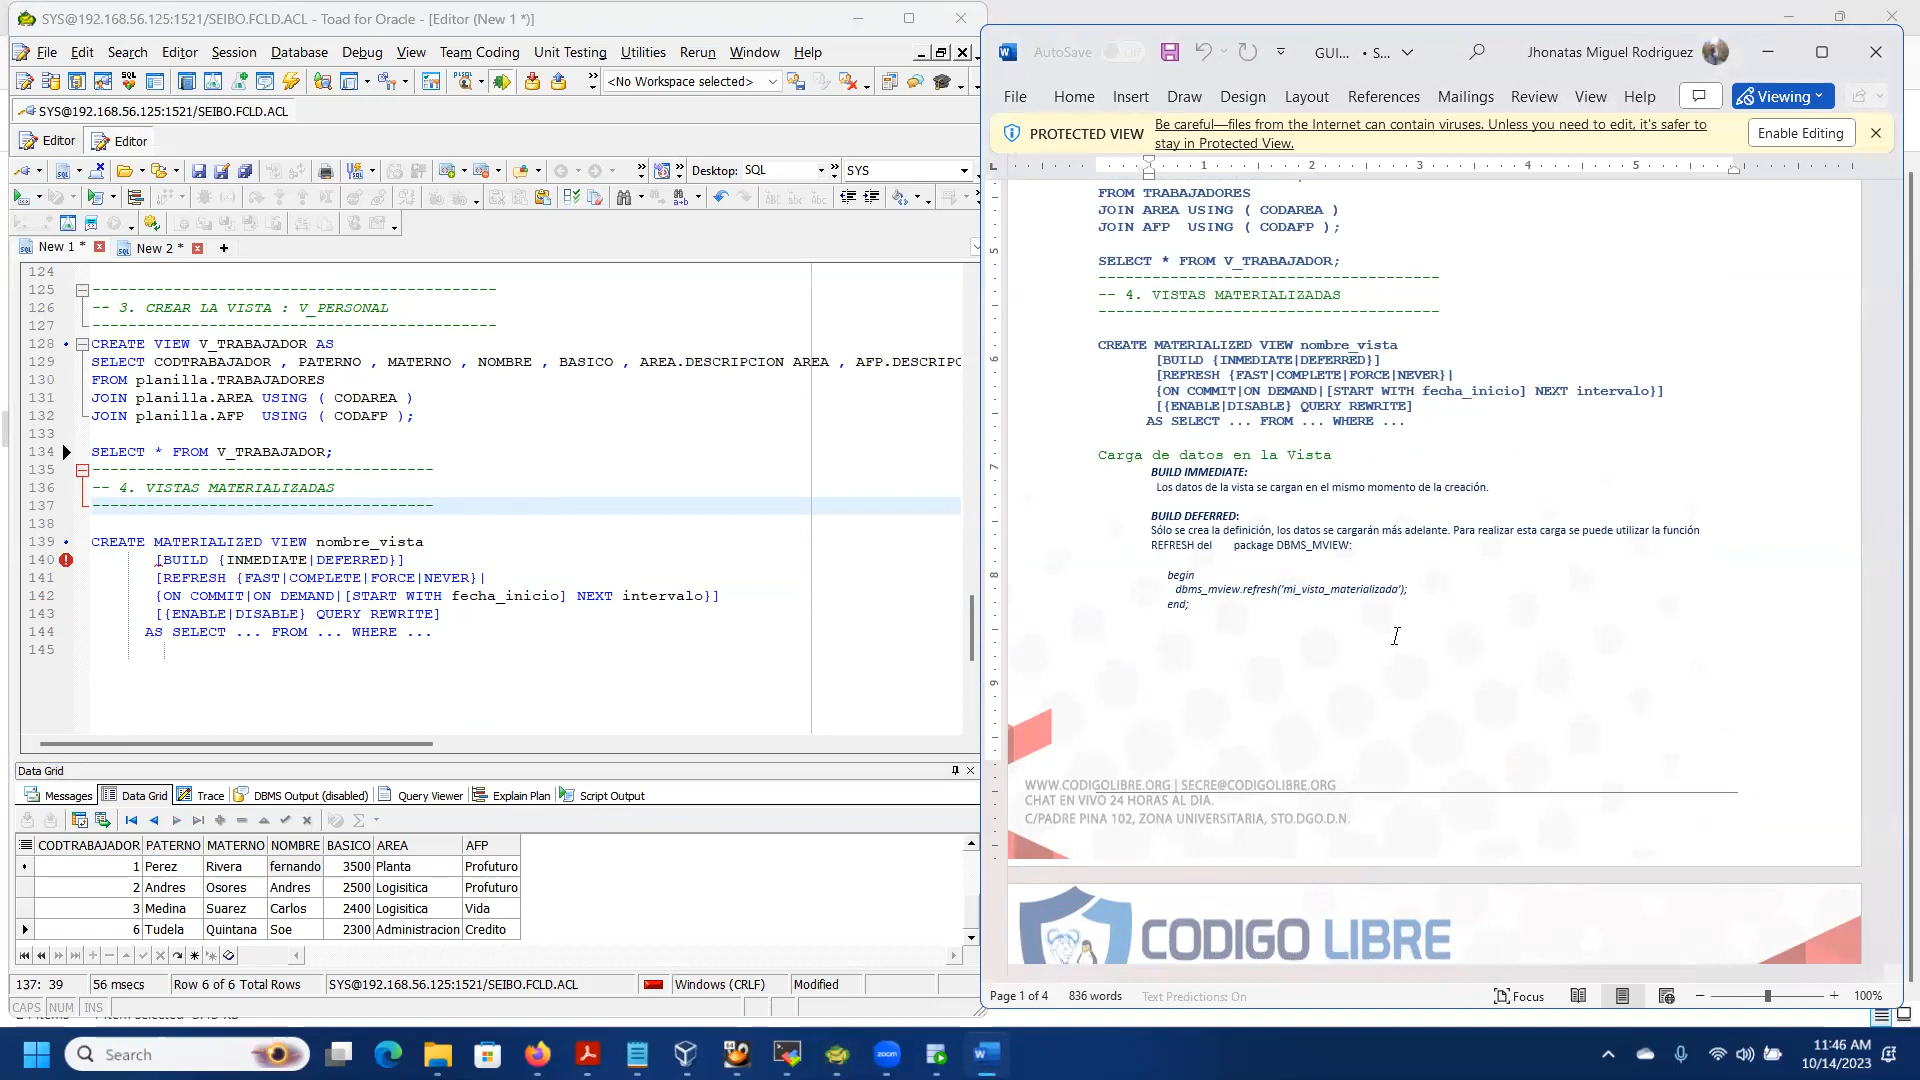 SYS@192.168.56.125:1521/SEIBO.FCLD.ACL - Toad for Oracle - [Editor (New 1 *)]
File Edit Search Editor Session Database Debug View Team Coding Unit Testing Utilities Rerun Window Help
<No Workspace selected>
SYS@192.168.56.125:1521/SEIBO.FCLD.ACL
Editor Editor
Desktop: SQL SYS
New 1 * New 2 *
124
125 --------------------------------------------
126 -- 3. CREAR LA VISTA : V_PERSONAL
127 --------------------------------------------
128 CREATE VIEW V_TRABAJADOR AS
129 SELECT CODTRABAJADOR , PATERNO , MATERNO , NOMBRE , BASICO , AREA.DESCRIPCION AREA , AFP.DESCRIPC
130 FROM planilla.TRABAJADORES
131 JOIN planilla.AREA USING ( CODAREA )
132 JOIN planilla.AFP USING ( CODAFP );
133
134 SELECT * FROM V_TRABAJADOR;
135 --------------------------------------
136 -- 4. VISTAS MATERIALIZADAS
137 --------------------------------------
138
139 CREATE MATERIALIZED VIEW nombre_vista
140 [BUILD {INMEDIATE|DEFERRED}]
141 [REFRESH {FAST|COMPLETE|FORCE|NEVER}|
142 {ON COMMIT|ON DEMAND|[START WITH fecha_inicio] NEXT intervalo}]
143 [{ENABLE|DISABLE} QUERY REWRITE]
144 AS SELECT ... FROM ... WHERE ...
145
Data Grid
Messages Data Grid Trace DBMS Output (disabled) Query Viewer Explain Plan Script Output
CODTRABAJADOR PATERNO MATERNO NOMBRE BASICO AREA AFP
1 Perez Rivera fernando 3500 Planta Profuturo
2 Andres Osores Andres 2500 Logisitica Profuturo
3 Medina Suarez Carlos 2400 Logisitica Vida
6 Tudela Quintana Soe 2300 Administracion Credito
137: 39 56 msecs Row 6 of 6 Total Rows SYS@192.168.56.125:1521/SEIBO.FCLD.ACL Windows (CRLF) Modified
CAPS NUM INS
AutoSave Off GUI... • S... Jhonatas Miguel Rodriguez
File Home Insert Draw Design Layout References Mailings Review View Help Viewing
PROTECTED VIEW Be careful—files from the Internet can contain viruses. Unless you need to edit, it's safer to stay in Protected View. Enable Editing
1 2 3 4 5
5
6
7
8
9
FROM TRABAJADORES
JOIN AREA USING ( CODAREA )
JOIN AFP USING ( CODAFP );
SELECT * FROM V_TRABAJADOR;
--------------------------------------
-- 4. VISTAS MATERIALIZADAS
--------------------------------------
CREATE MATERIALIZED VIEW nombre_vista
[BUILD {INMEDIATE|DEFERRED}]
[REFRESH {FAST|COMPLETE|FORCE|NEVER}|
{ON COMMIT|ON DEMAND|[START WITH fecha_inicio] NEXT intervalo}]
[{ENABLE|DISABLE} QUERY REWRITE]
AS SELECT ... FROM ... WHERE ...
Carga de datos en la Vista
BUILD IMMEDIATE:
Los datos de la vista se cargan en el mismo momento de la creación.
BUILD DEFERRED:
Sólo se crea la definición, los datos se cargarán más adelante. Para realizar esta carga se puede utilizar la función
REFRESH del package DBMS_MVIEW:
begin
dbms_mview.refresh('mi_vista_materializada');
end;
WWW.CODIGOLIBRE.ORG | SECRE@CODIGOLIBRE.ORG
CHAT EN VIVO 24 HORAS AL DIA.
C/PADRE PINA 102, ZONA UNIVERSITARIA, STO.DGO.D.N.
CODIGO LIBRE
Page 1 of 4 836 words Text Predictions: On Focus 100%
Search
zoom
11:46 AM
10/14/2023